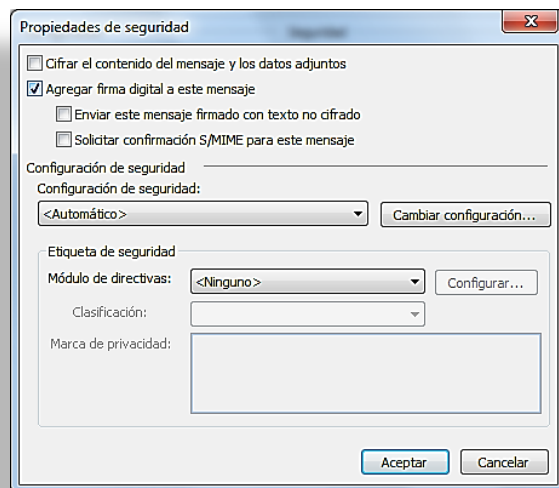 Propiedades de seguridad
Cifrar el contenido del mensaje y los datos adjuntos
Agregar firma digital a este mensaje
Enviar este mensaje firmado con texto no cifrado
Solicitar confirmación S/MIME para este mensaje
Configuración de seguridad
Configuración de seguridad:
<Automático> Cambiar configuración...
Etiqueta de seguridad
Módulo de directivas: <Ninguno> Configurar...
Clasificación:
Marca de privacidad:
Aceptar Cancelar